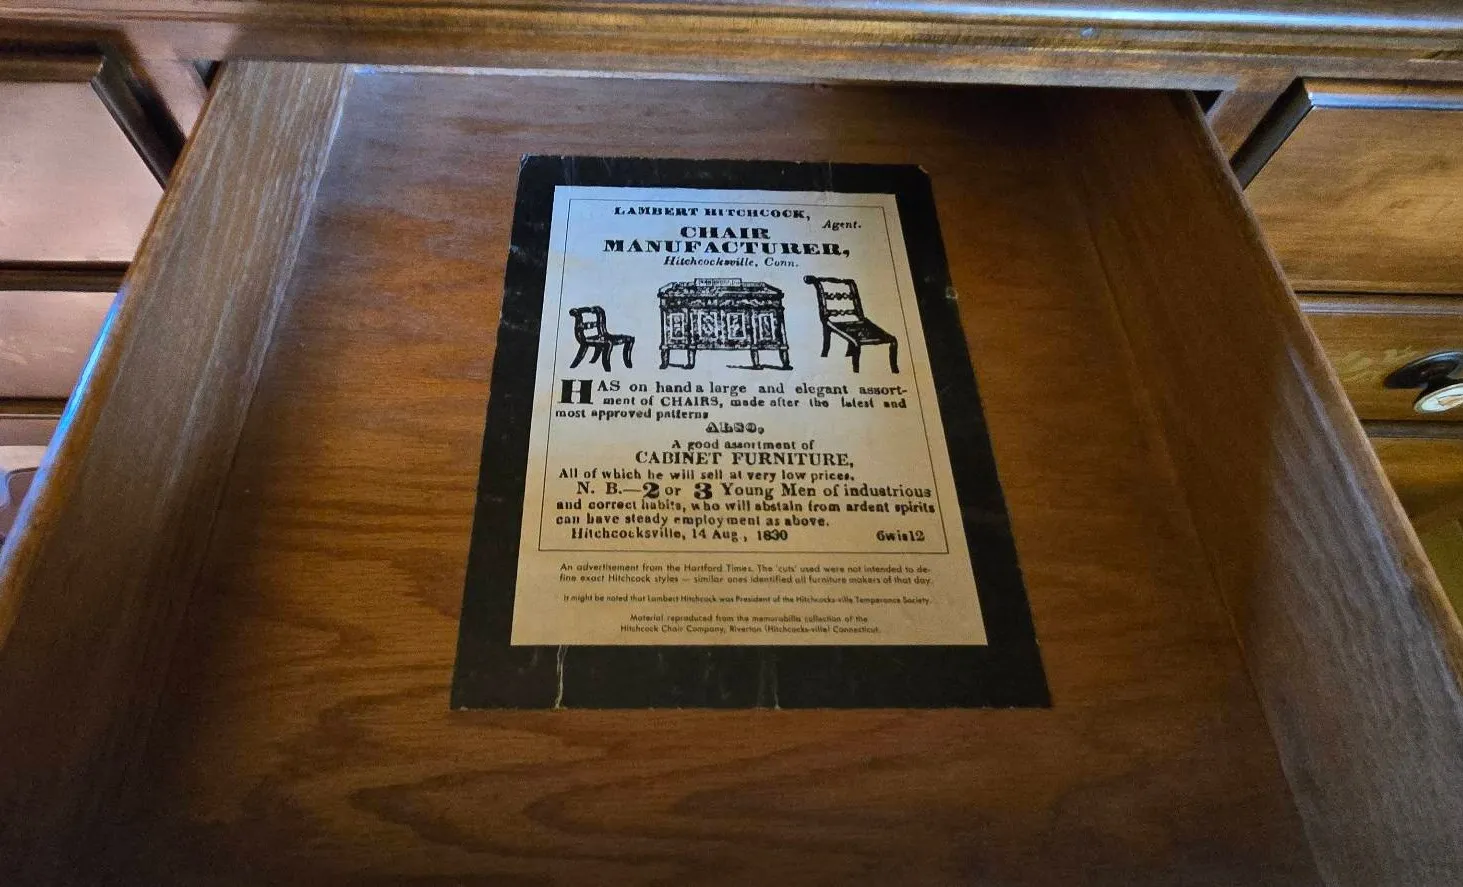 LAMBERT HITCHCOCK,
Agent.
CHAIR
MANUFACTURER,
Hitchcocksville, Conn.
HAS on hand a large and elegant assort-
ment of CHAIRS, made after the latest and
most approved patterns
ALSO,
A good assortment of
CABINET FURNITURE,
All of which he will sell at very low prices.
N. B.—2 or 3 Young Men of industrious
and correct habits, who will abstain from ardent spirits
can have steady employment as above.
Hitchcocksville, 14 Aug., 1830 6wis12
An advertisement from the Hartford Times. The 'cuts' used were not intended to de-
fine exact Hitchcock styles — similar ones identified all furniture makers of that day.
It might be noted that Lambert Hitchcock was President of the Hitchcocks-ville Temperance Society.
Material reproduced from the memorabilia collection of the
Hitchcock Chair Company, Riverton (Hitchcocks-ville) Connecticut.